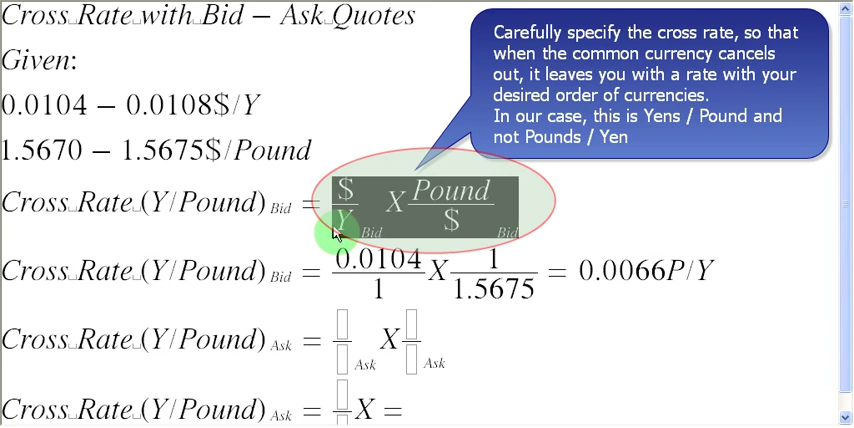 Cross Rate with Bid – Ask Quotes
Given:
0.0104 – 0.0108$/Y
1.5670 – 1.5675$/Pound
Carefully specify the cross rate, so that
when the common currency cancels
out, it leaves you with a rate with your
desired order of currencies.
In our case, this is Yens / Pound and
not Pounds / Yen
Cross Rate (Y/Pound) Bid = $/Y Bid X Pound/$ Bid
Cross Rate (Y/Pound) Bid = 0.0104/1 X 1/1.5675 = 0.0066P/Y
Cross Rate (Y/Pound) Ask = ▯/▯ Ask X ▯/▯ Ask
Cross Rate (Y/Pound) Ask = ▯/▯ X =